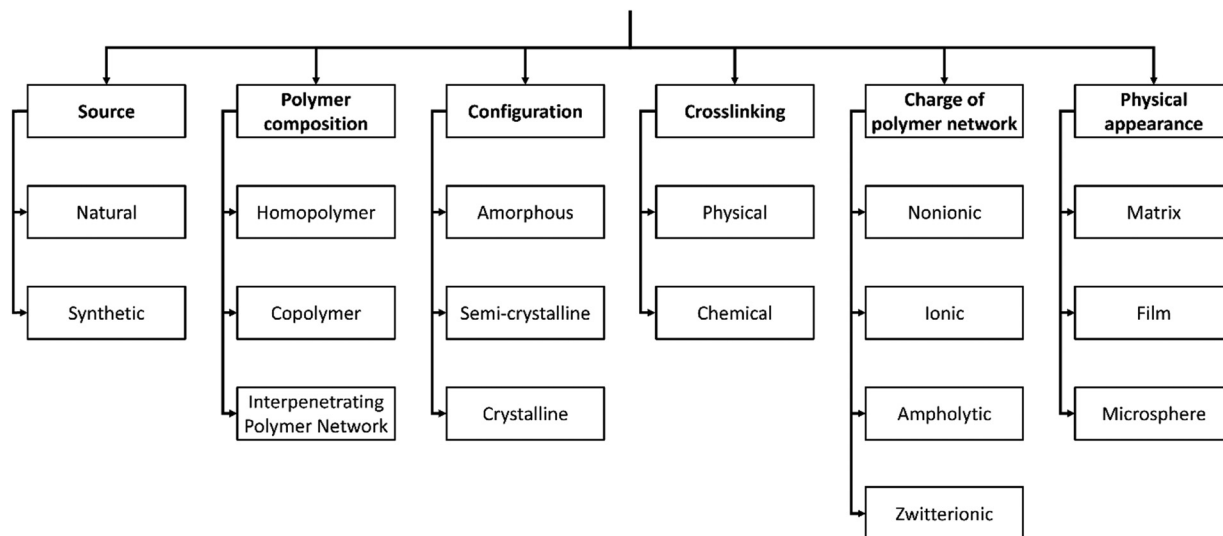 Source
Natural
Synthetic
Polymer
composition
Homopolymer
Copolymer
Interpenetrating
Polymer Network
Configuration
Amorphous
Semi-crystalline
Crystalline
Crosslinking
Physical
Chemical
Charge of
polymer network
Nonionic
Ionic
Ampholytic
Zwitterionic
Physical
appearance
Matrix
Film
Microsphere